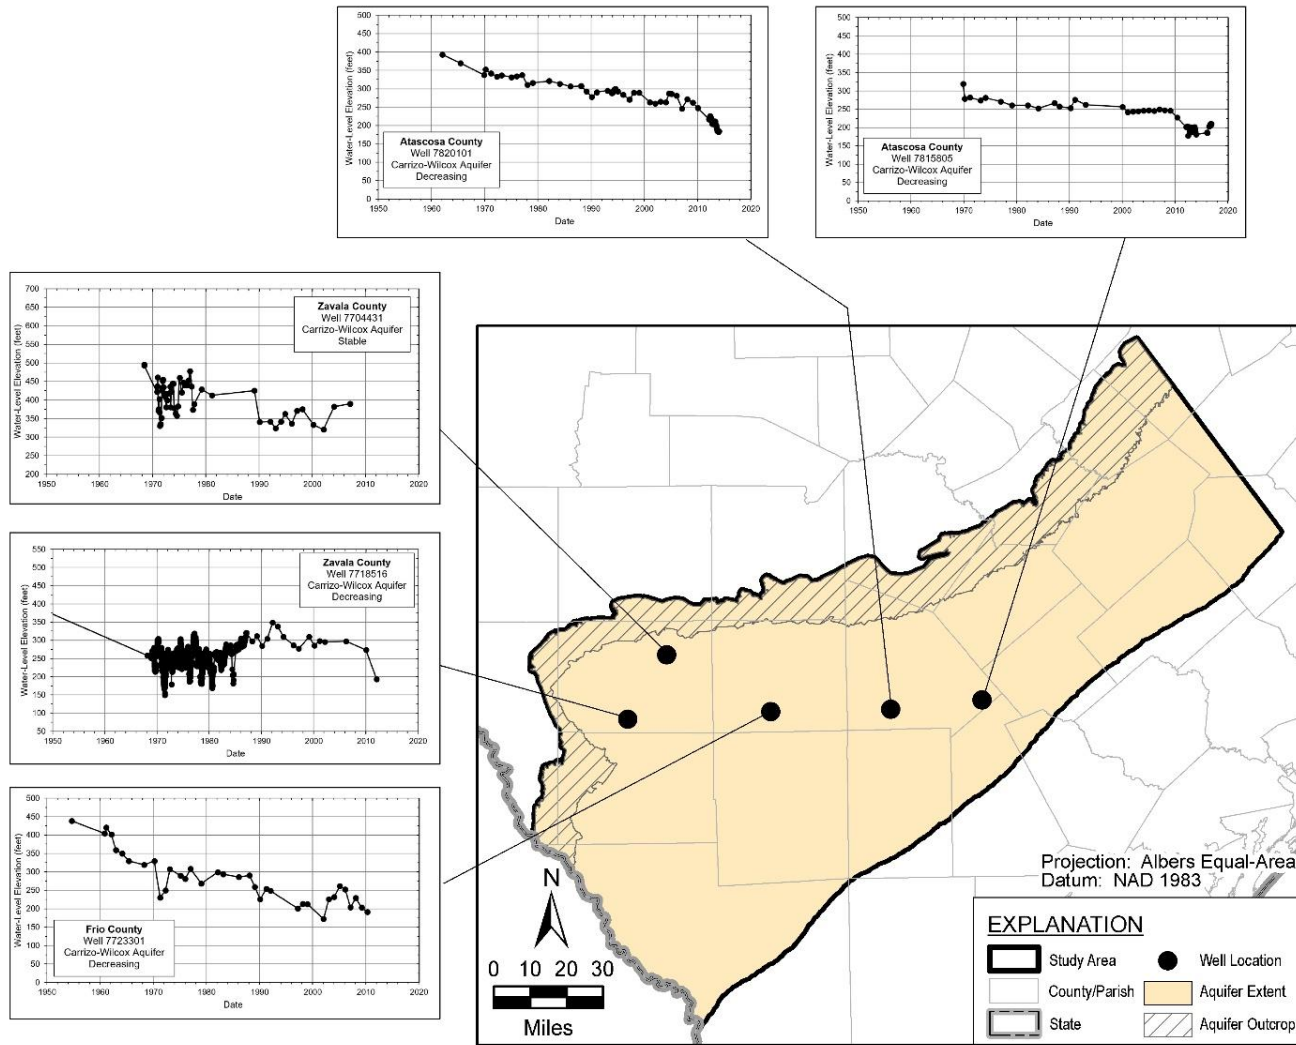 500
450
400
350
300
250
200
150
100
50
0
Water-Level Elevation (feet)
Atascosa County
Well 7820101
Carrizo-Wilcox Aquifer
Decreasing
1950 1960 1970 1980 1990 2000 2010 2020
Date
500
450
400
350
300
250
200
150
100
50
0
Water-Level Elevation (feet)
Atascosa County
Well 7815805
Carrizo-Wilcox Aquifer
Decreasing
1950 1960 1970 1980 1990 2000 2010 2020
Date
700
650
600
550
500
450
400
350
300
250
200
Water-Level Elevation (feet)
Zavala County
Well 7704431
Carrizo-Wilcox Aquifer
Stable
1950 1960 1970 1980 1990 2000 2010 2020
Date
550
500
450
400
350
300
250
200
150
100
50
Water-Level Elevation (feet)
Zavala County
Well 7718516
Carrizo-Wilcox Aquifer
Decreasing
1950 1960 1970 1980 1990 2000 2010 2020
Date
500
450
400
350
300
250
200
150
100
50
0
Water-Level Elevation (feet)
Frio County
Well 7723301
Carrizo-Wilcox Aquifer
Decreasing
1950 1960 1970 1980 1990 2000 2010 2020
Date
N
0 10 20 30
Miles
Projection: Albers Equal-Area
Datum: NAD 1983
EXPLANATION
Study Area
Well Location
County/Parish
Aquifer Extent
State
Aquifer Outcrop